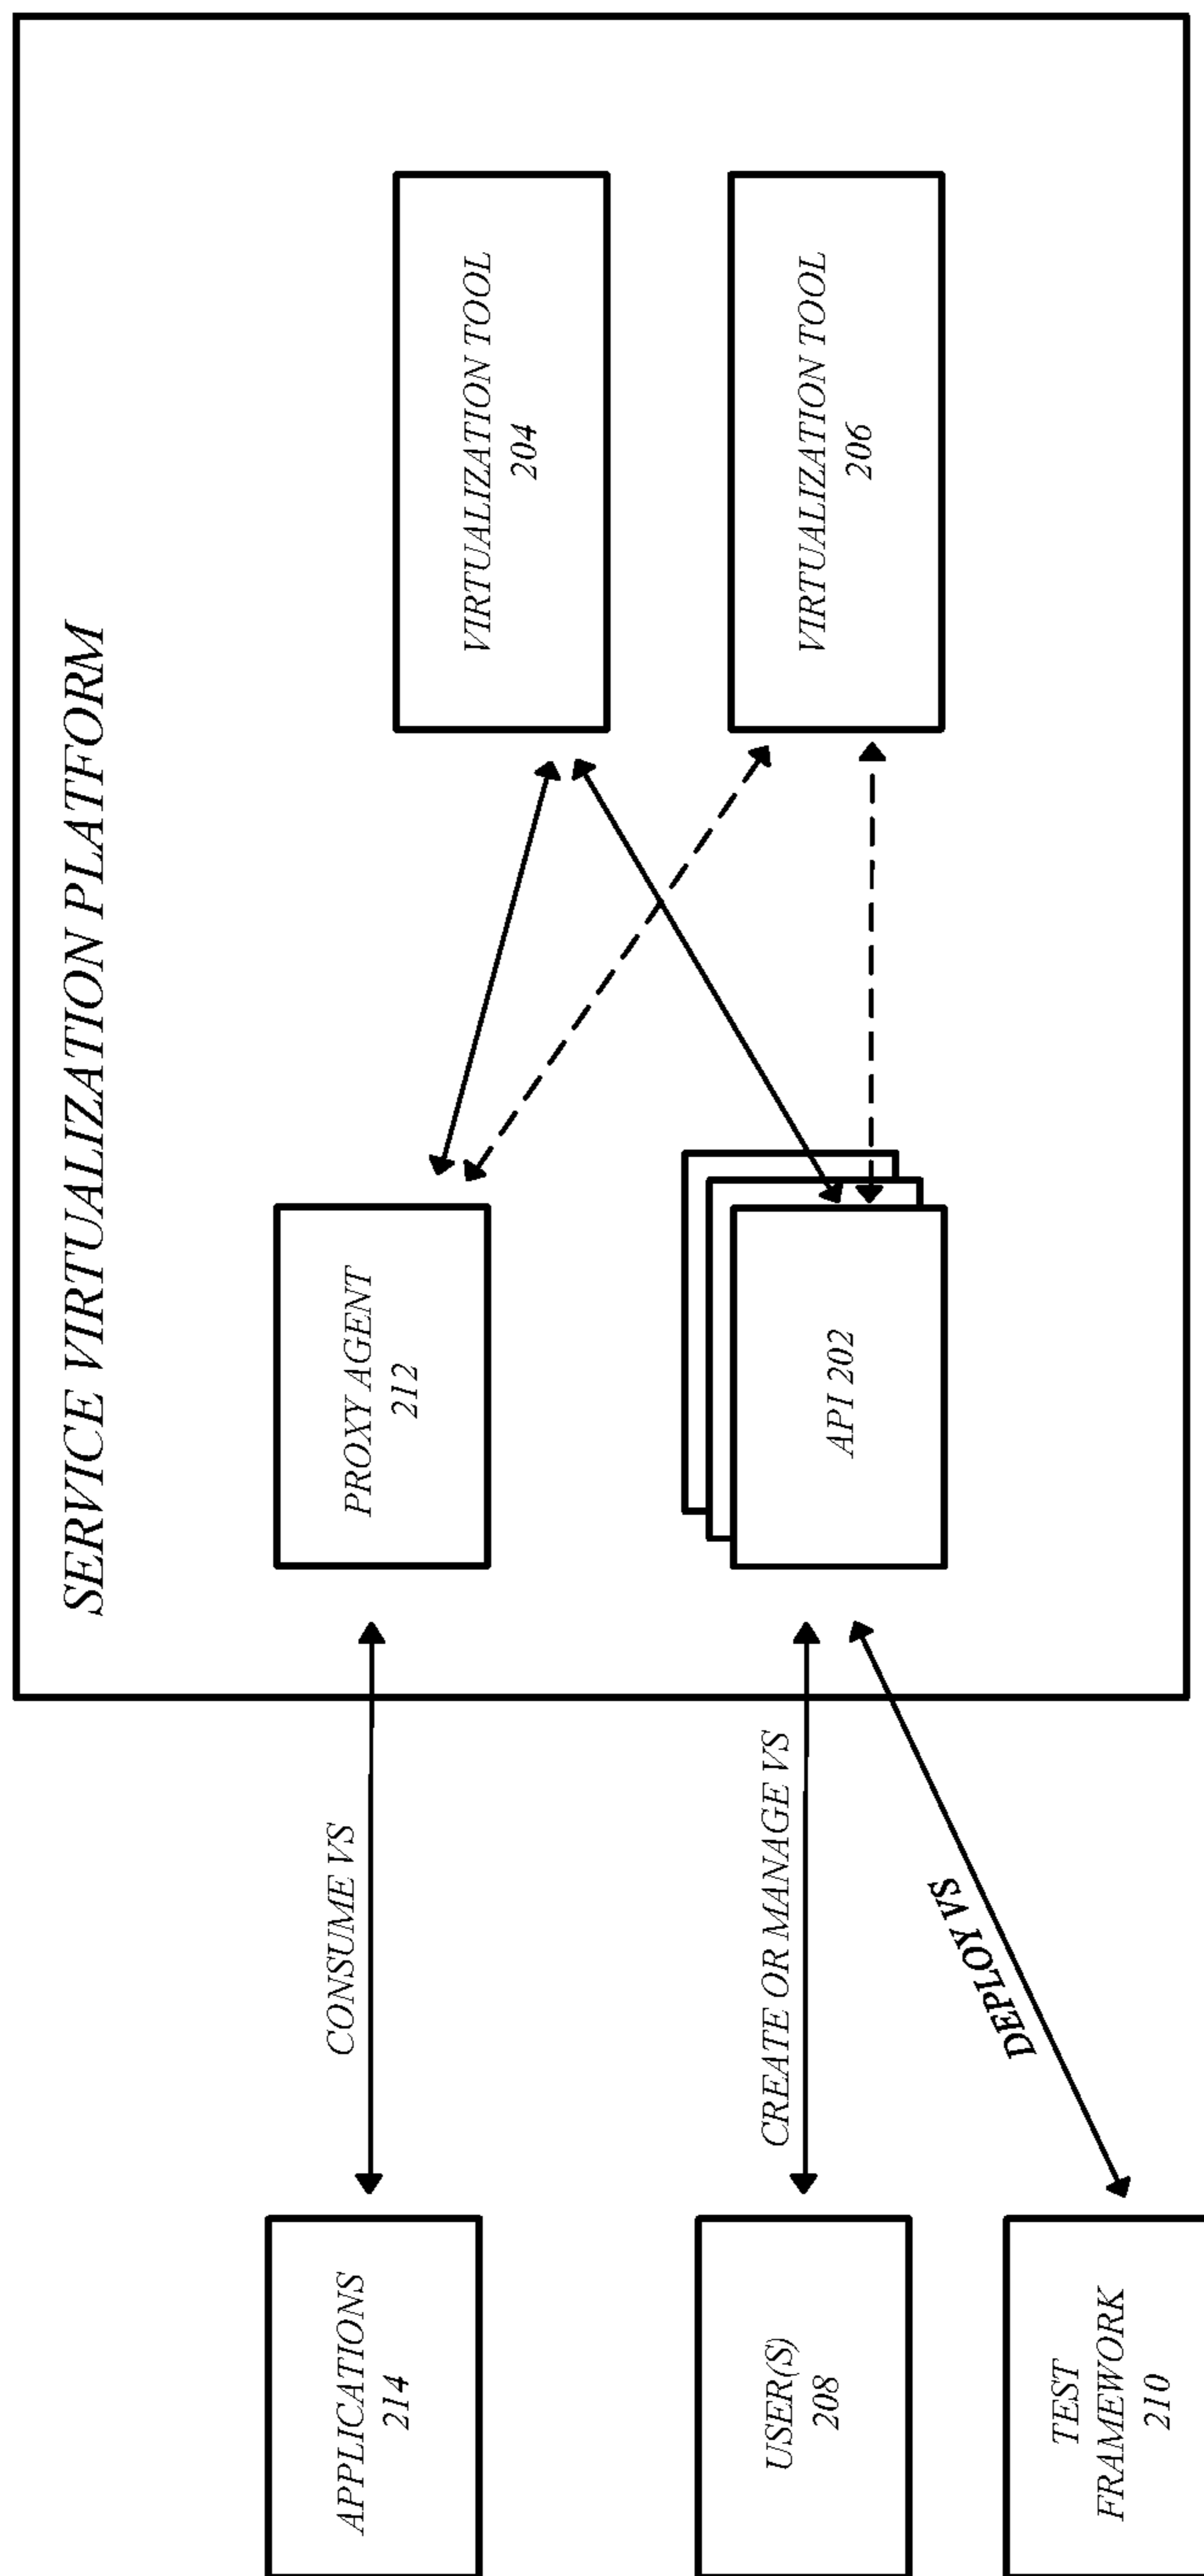 SERVICE VIRTUALIZATION PLATFORM
APPLICATIONS
214
CONSUME VS
PROXY AGENT
212
VIRTUALIZATION TOOL
204
USER(S)
208
CREATE OR MANAGE VS
API 202
VIRTUALIZATION TOOL
206
TEST
FRAMEWORK
210
DEPLOY VS